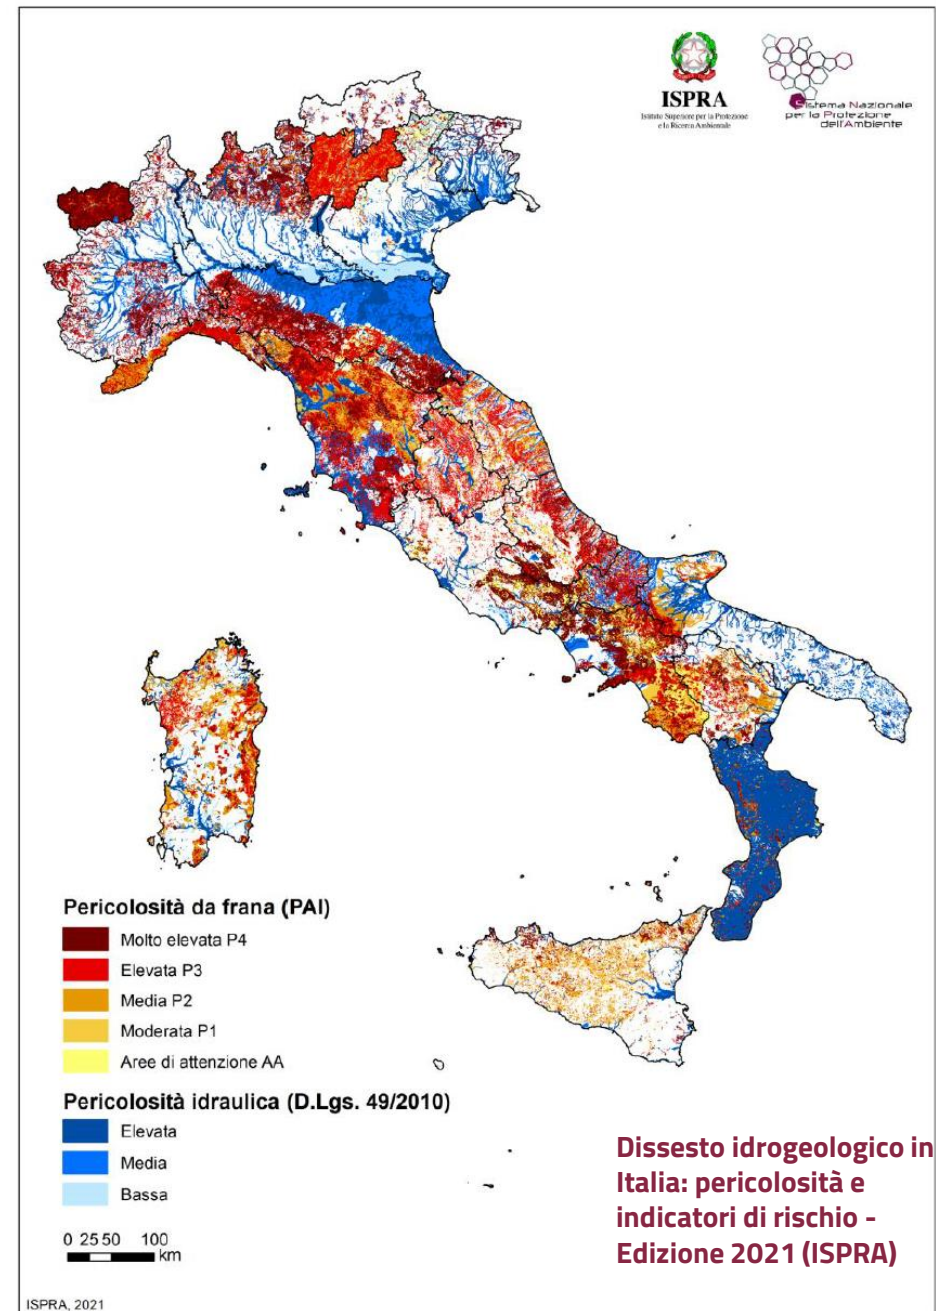 ISPRA
Istituto Superiore per la Protezione
e la Ricerca Ambientale
Sistema Nazionale
per la Protezione
dell'Ambiente
Pericolosità da frana (PAI)
Molto elevata P4
Elevata P3
Media P2
Moderata P1
Aree di attenzione AA
Pericolosità idraulica (D.Lgs. 49/2010)
Elevata
Media
Bassa
0 25 50 100
km
Dissesto idrogeologico in
Italia: pericolosità e
indicatori di rischio -
Edizione 2021 (ISPRA)
ISPRA, 2021